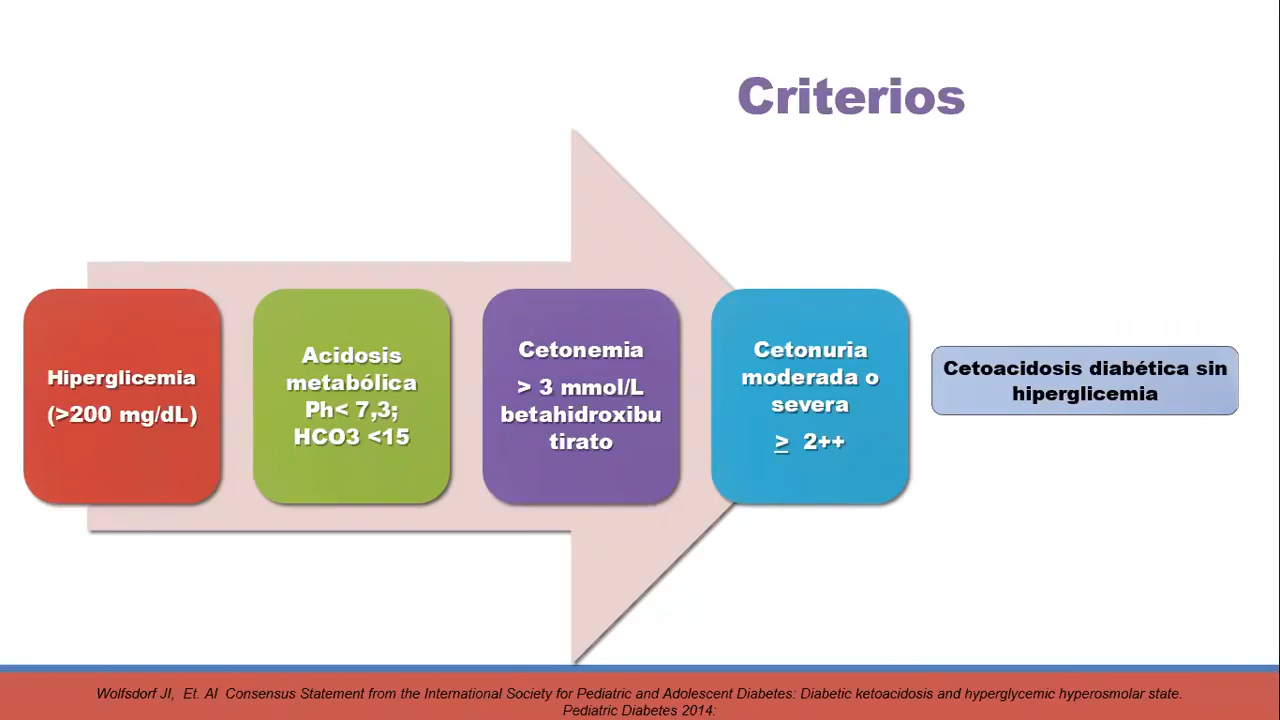 Criterios
Hiperglicemia
(>200 mg/dL)
Acidosis
metabólica
Ph< 7,3;
HCO3 <15
Cetonemia
> 3 mmol/L
betahidroxibu
tirato
Cetonuria
moderada o
severa
≥ 2++
Cetoacidosis diabética sin
hiperglicemia
Wolfsdorf JI, Et. Al Consensus Statement from the International Society for Pediatric and Adolescent Diabetes: Diabetic ketoacidosis and hyperglycemic hyperosmolar state.
Pediatric Diabetes 2014: